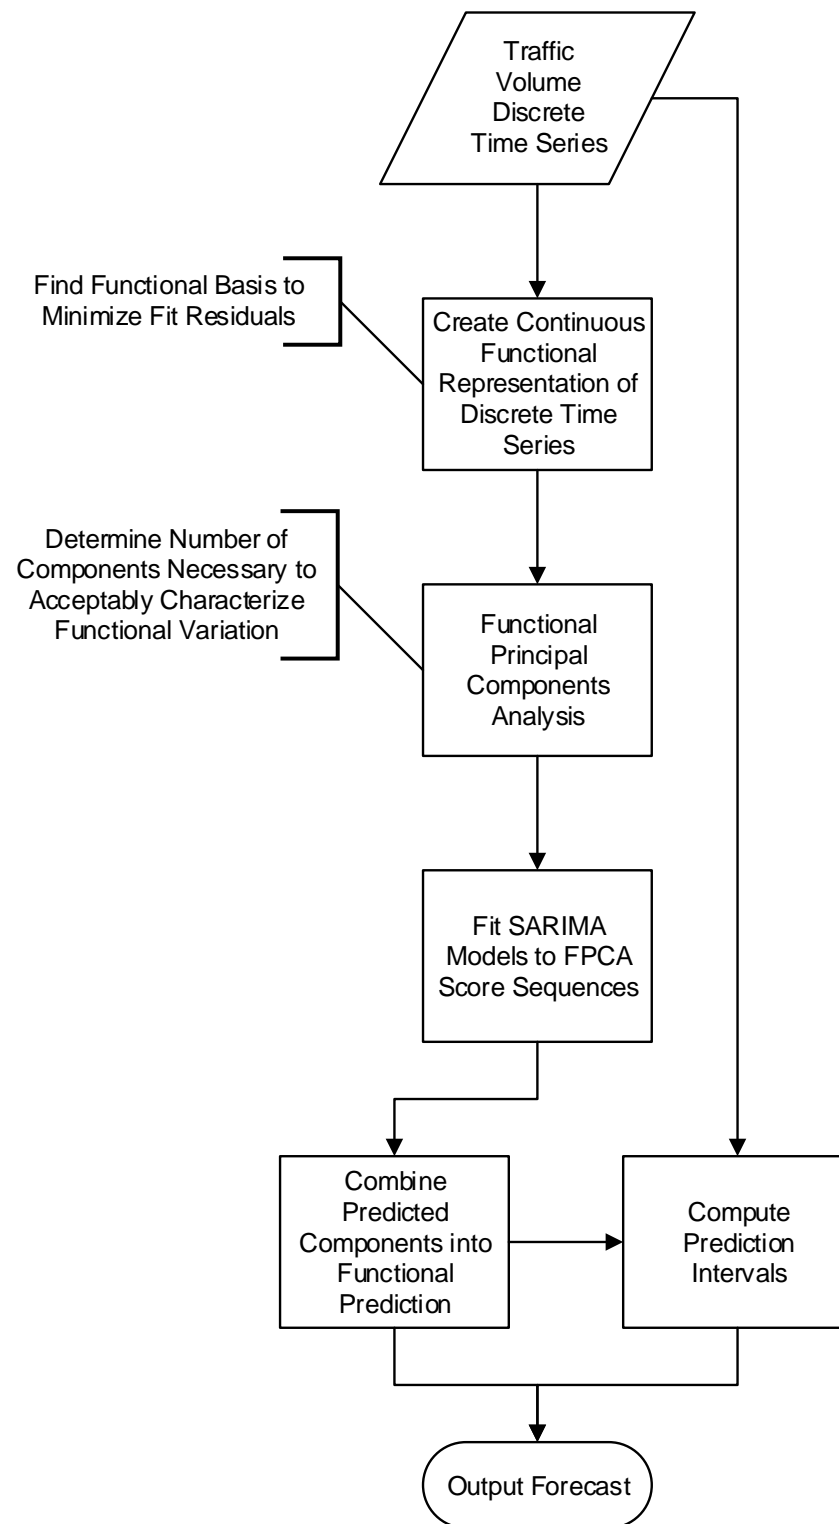 Traffic
Volume
Discrete
Time Series
Find Functional Basis to
Minimize Fit Residuals
Create Continuous
Functional
Representation of
Discrete Time
Series
Determine Number of
Components Necessary to
Acceptably Characterize
Functional Variation
Functional
Principal
Components
Analysis
Fit SARIMA
Models to FPCA
Score Sequences
Combine
Predicted
Components into
Functional
Prediction
Compute
Prediction
Intervals
Output Forecast